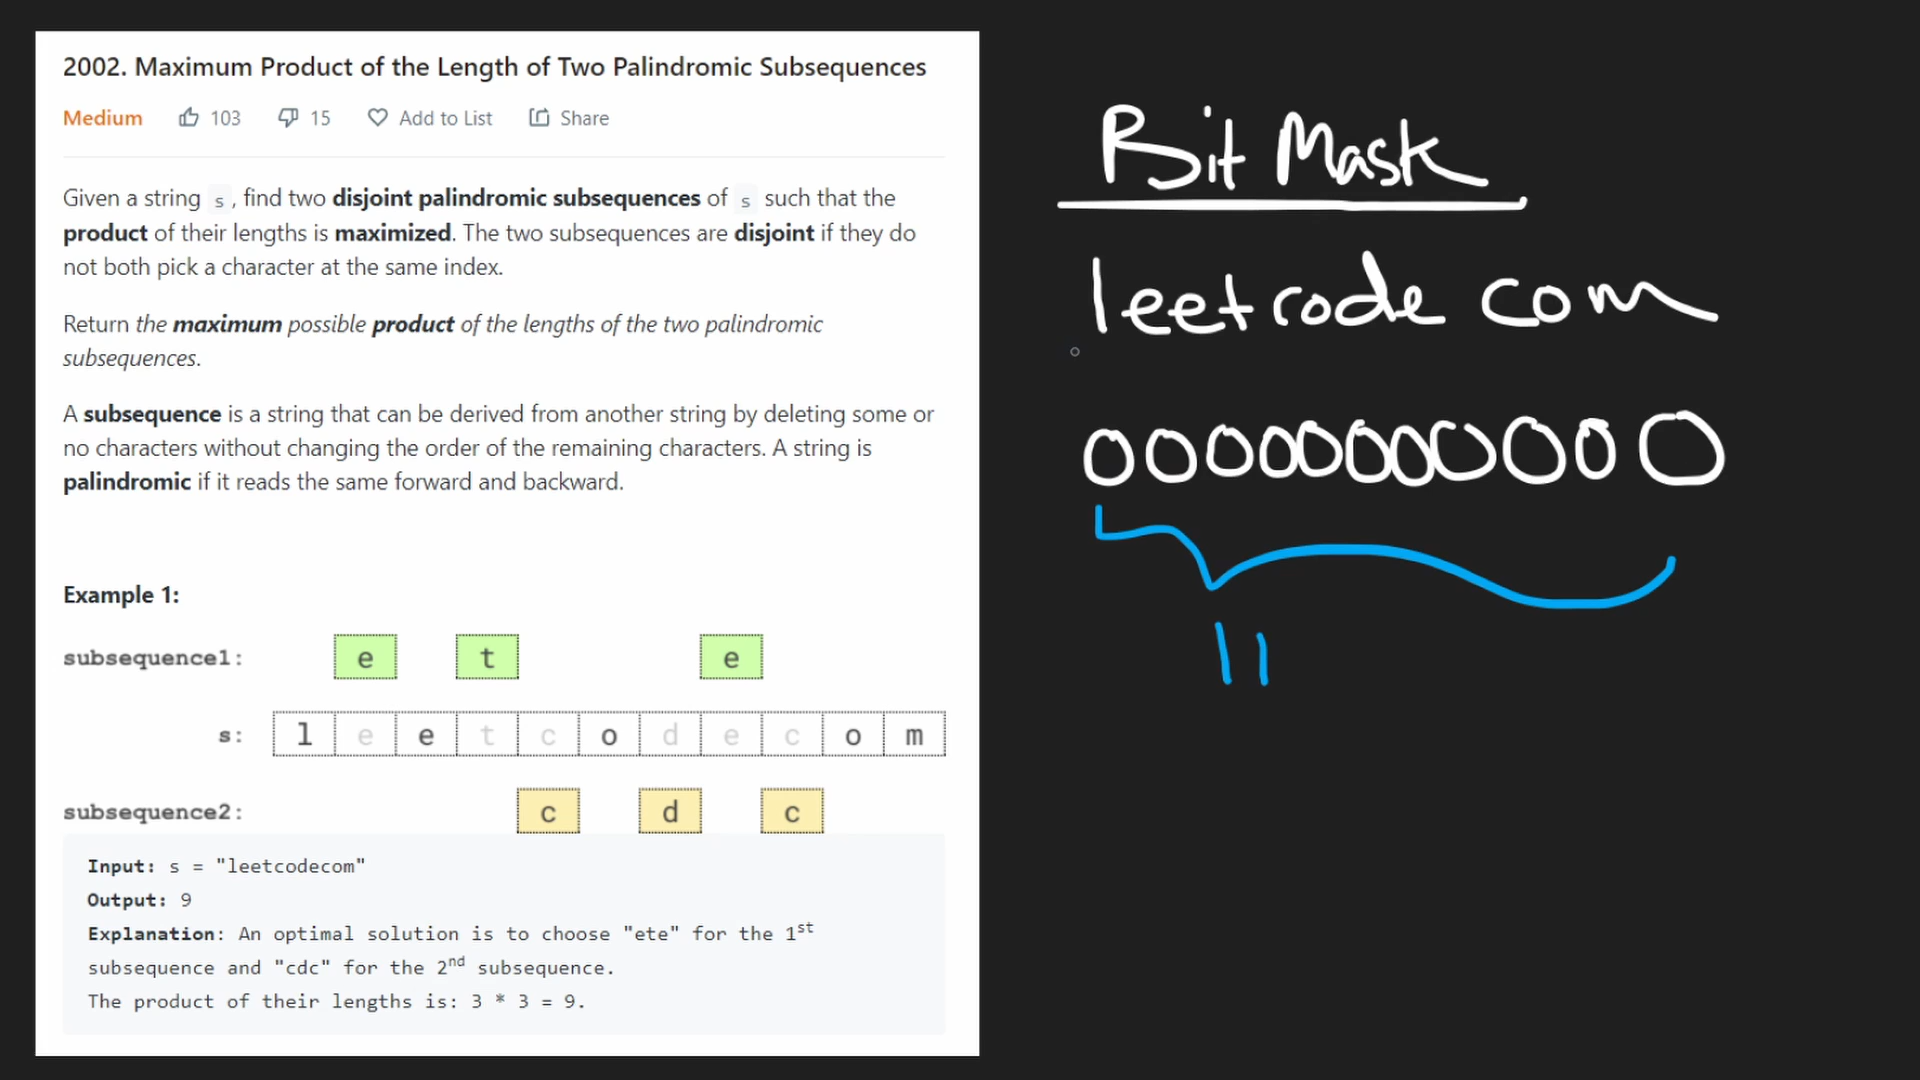 2002. Maximum Product of the Length of Two Palindromic Subsequences
Medium 103 15 Add to List Share
Given a string s, find two disjoint palindromic subsequences of s such that the
product of their lengths is maximized. The two subsequences are disjoint if they do
not both pick a character at the same index.
Return the maximum possible product of the lengths of the two palindromic
subsequences.
A subsequence is a string that can be derived from another string by deleting some or
no characters without changing the order of the remaining characters. A string is
palindromic if it reads the same forward and backward.
Example 1:
subsequence1: e t e
s: l e e t c o d e c o m
subsequence2: c d c
Input: s = "leetcodecom"
Output: 9
Explanation: An optimal solution is to choose "ete" for the 1st
subsequence and "cdc" for the 2nd subsequence.
The product of their lengths is: 3 * 3 = 9.
Bit Mask
leetcode com
00000000000
11